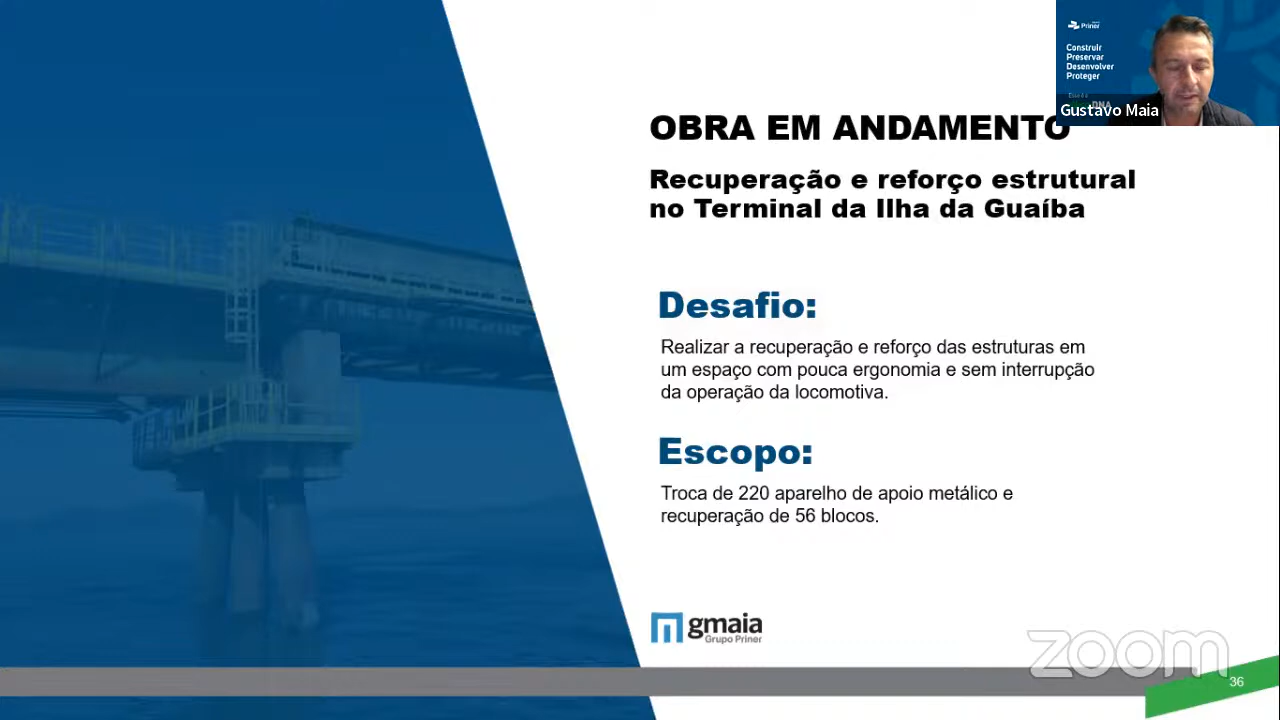 Priner
Construir
Preservar
Desenvolver
Proteger
Gustavo Maia
OBRA EM ANDAMENTO
Recuperação e reforço estrutural
no Terminal da Ilha da Guaíba
Desafio:
Realizar a recuperação e reforço das estruturas em
um espaço com pouca ergonomia e sem interrupção
da operação da locomotiva.
Escopo:
Troca de 220 aparelho de apoio metálico e
recuperação de 56 blocos.
gmaia
Grupo Priner
zoom
36